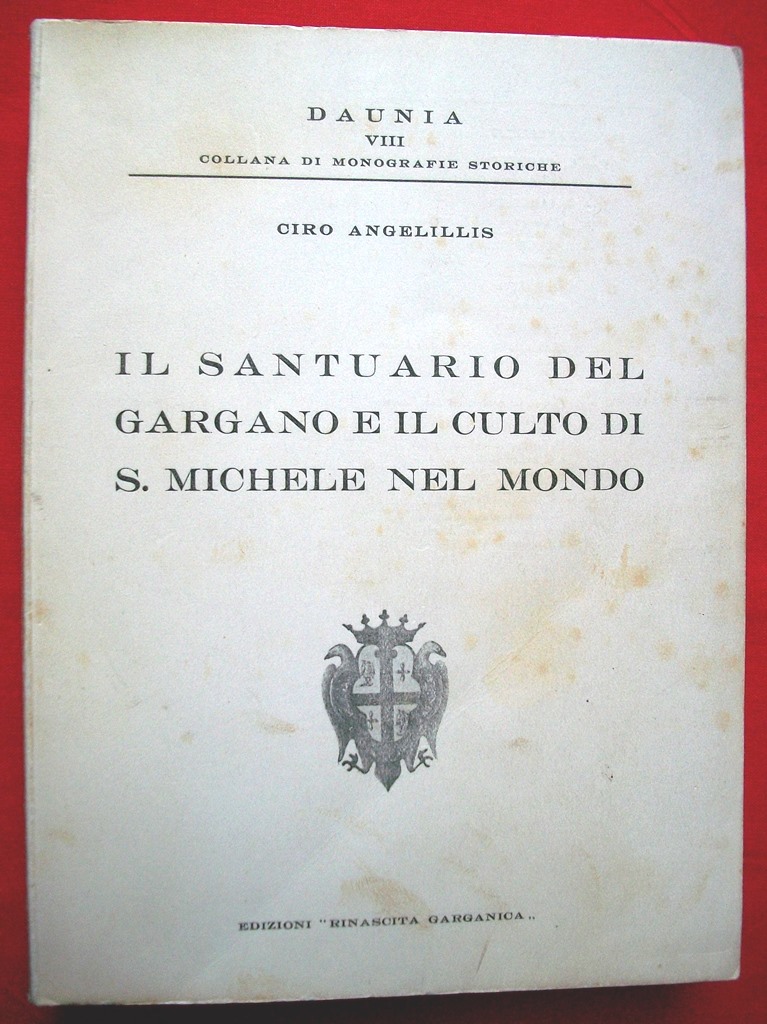 DAUNIA
VIII
COLLANA DI MONOGRAFIE STORICHE
CIRO ANGELILLIS
IL SANTUARIO DEL
GARGANO E IL CULTO DI
S. MICHELE NEL MONDO
EDIZIONI "RINASCITA GARGANICA„